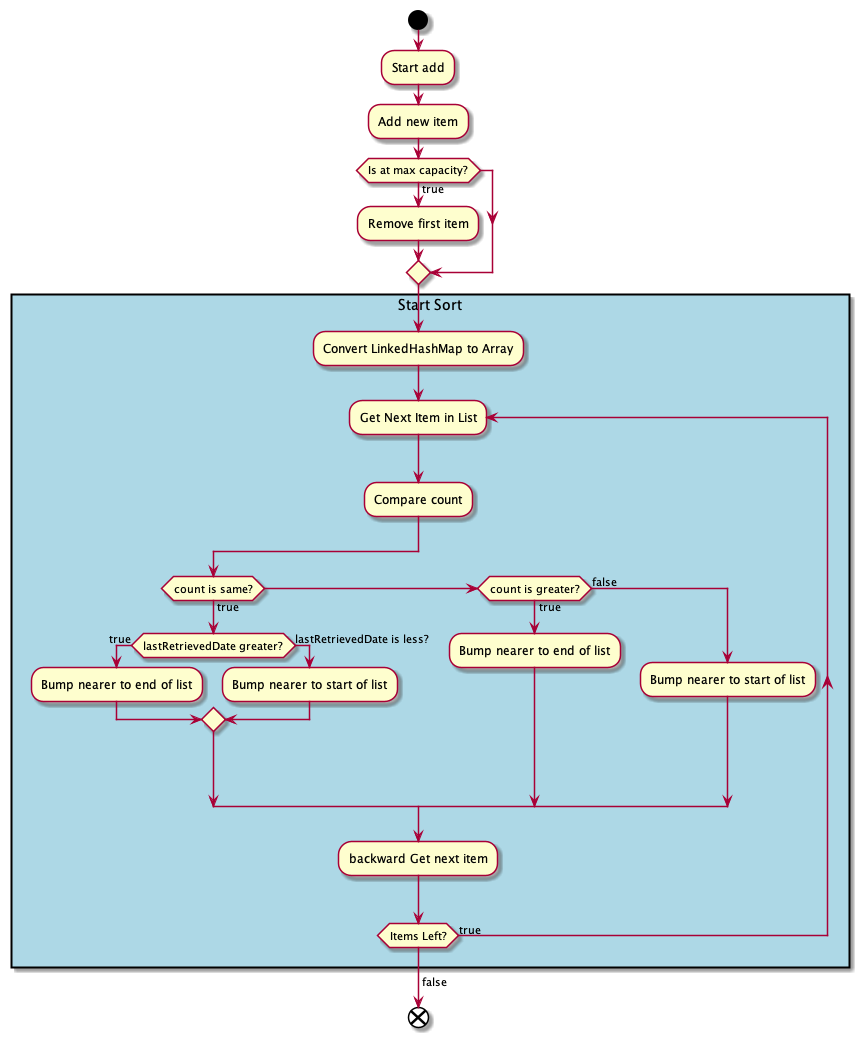 Start add
Add new item
Is at max capacity?
true
Remove first item
Start Sort
Convert LinkedHashMap to Array
Get Next Item in List
Compare count
count is same?
count is greater?
false
true
true
true
lastRetrievedDate greater?
lastRetrievedDate is less?
Bump nearer to end of list
Bump nearer to start of list
Bump nearer to end of list
Bump nearer to start of list
backward Get next item
Items Left?
true
false